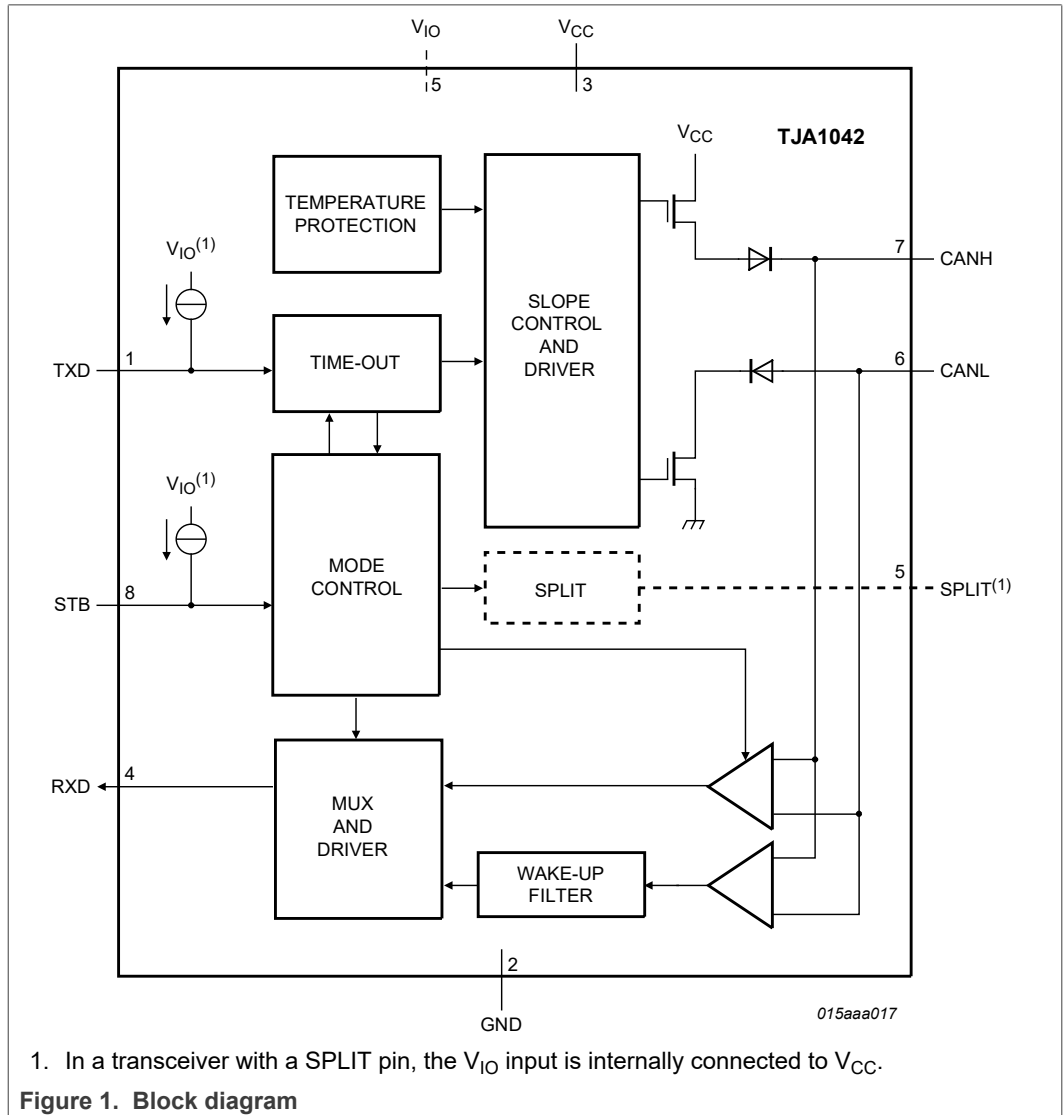 VIO VCC
5 3
TJA1042
VCC
TEMPERATURE
PROTECTION
VIO(1)
7 CANH
SLOPE
CONTROL
AND
DRIVER
TXD 1
TIME-OUT
6 CANL
VIO(1)
MODE
CONTROL
STB 8
SPLIT
5 SPLIT(1)
RXD 4
MUX
AND
DRIVER
WAKE-UP
FILTER
2
GND
015aaa017
1. In a transceiver with a SPLIT pin, the VIO input is internally connected to VCC.
Figure 1. Block diagram